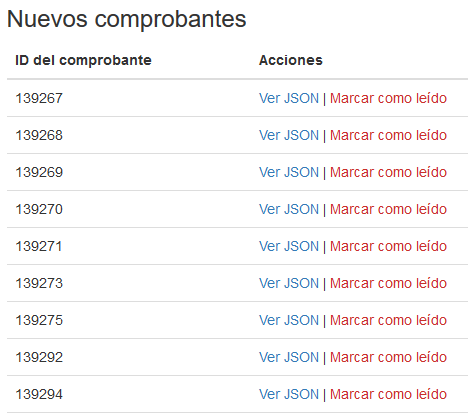 Nuevos comprobantes
ID del comprobante Acciones
139267 Ver JSON | Marcar como leído
139268 Ver JSON | Marcar como leído
139269 Ver JSON | Marcar como leído
139270 Ver JSON | Marcar como leído
139271 Ver JSON | Marcar como leído
139273 Ver JSON | Marcar como leído
139275 Ver JSON | Marcar como leído
139292 Ver JSON | Marcar como leído
139294 Ver JSON | Marcar como leído